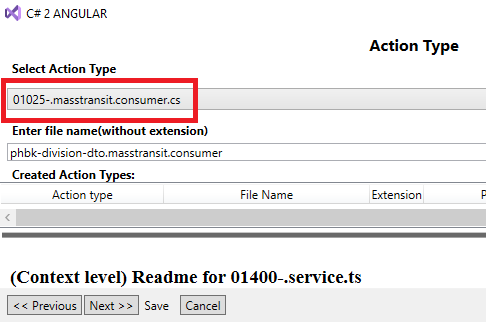 C# 2 ANGULAR
Action Type
Select Action Type
01025-.masstransit.consumer.cs
Enter file name(without extension)
phbk-division-dto.masstransit.consumer
Created Action Types:
Action type File Name Extension P
(Context level) Readme for 01400-.service.ts
<< Previous Next >> Save Cancel